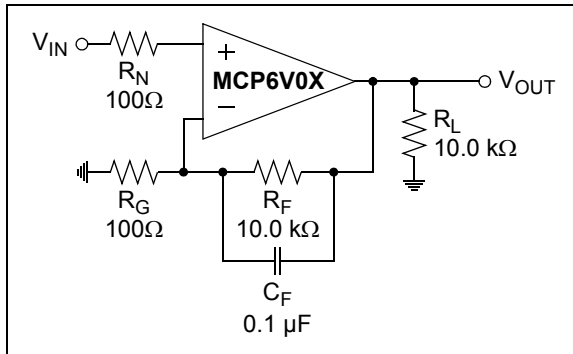 V_IN
R_N
100Ω
+
MCP6V0X
−
V_OUT
R_L
10.0 kΩ
R_G
100Ω
R_F
10.0 kΩ
C_F
0.1 µF